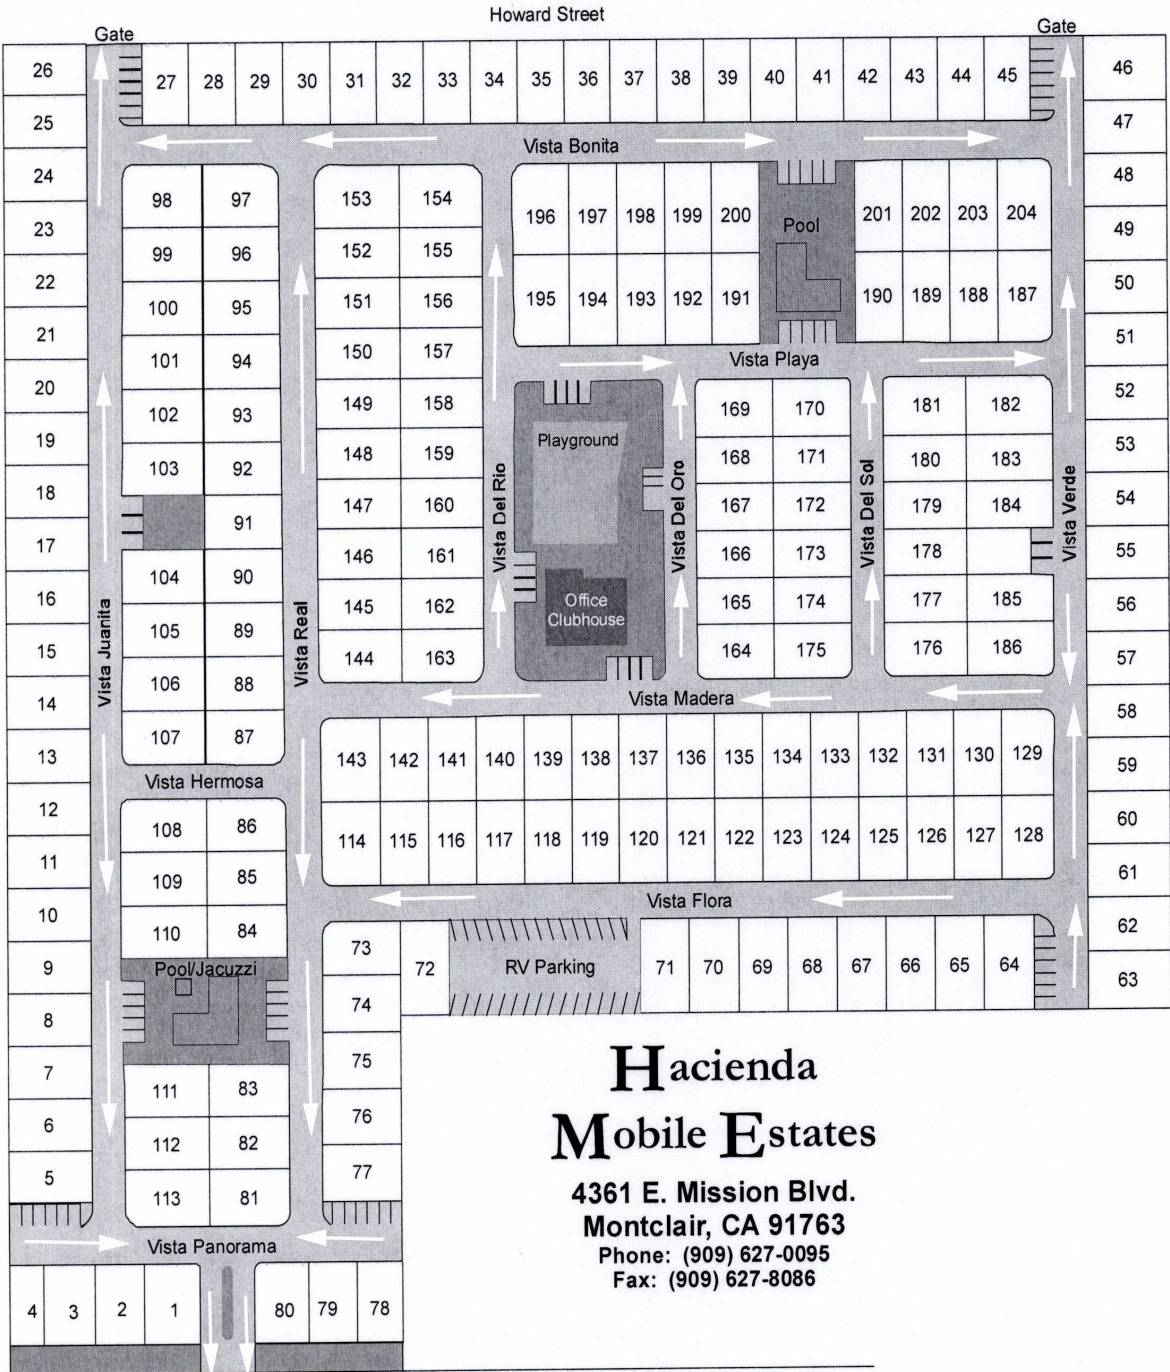 Howard Street
Gate
Gate
26
27 28 29 30 31 32 33 34 35 36 37 38 39 40 41 42 43 44 45
46
25
47
Vista Bonita
24
48
98 97
153 154
196 197 198 199 200
Pool
201 202 203 204
23
49
99 96
152 155
22
50
100 95
151 156
195 194 193 192 191
190 189 188 187
21
51
101 94
150 157
Vista Playa
20
52
102 93
149 158
169 170
181 182
19
Playground
53
103 92
148 159
168 171
180 183
18
54
91
147 160
167 172
179 184
Vista Del Rio
Vista Del Oro
Vista Del Sol
Vista Verde
17
55
146 161
166 173
178
104 90
16
56
Office
Clubhouse
145 162
165 174
177 185
105 89
15
57
144 163
164 175
176 186
Vista Juanita
Vista Real
106 88
14
58
Vista Madera
107 87
13
59
143 142 141 140 139 138 137 136 135 134 133 132 131 130 129
Vista Hermosa
12
60
108 86
114 115 116 117 118 119 120 121 122 123 124 125 126 127 128
11
61
109 85
Vista Flora
10
62
110 84
73
9
Pool/Jacuzzi
72
RV Parking
71 70 69 68 67 66 65 64
63
8
74
7
75
111 83
6
76
112 82
5
77
113 81
Vista Panorama
4 3 2 1
80 79 78
Hacienda
Mobile Estates
4361 E. Mission Blvd.
Montclair, CA 91763
Phone: (909) 627-0095
Fax: (909) 627-8086